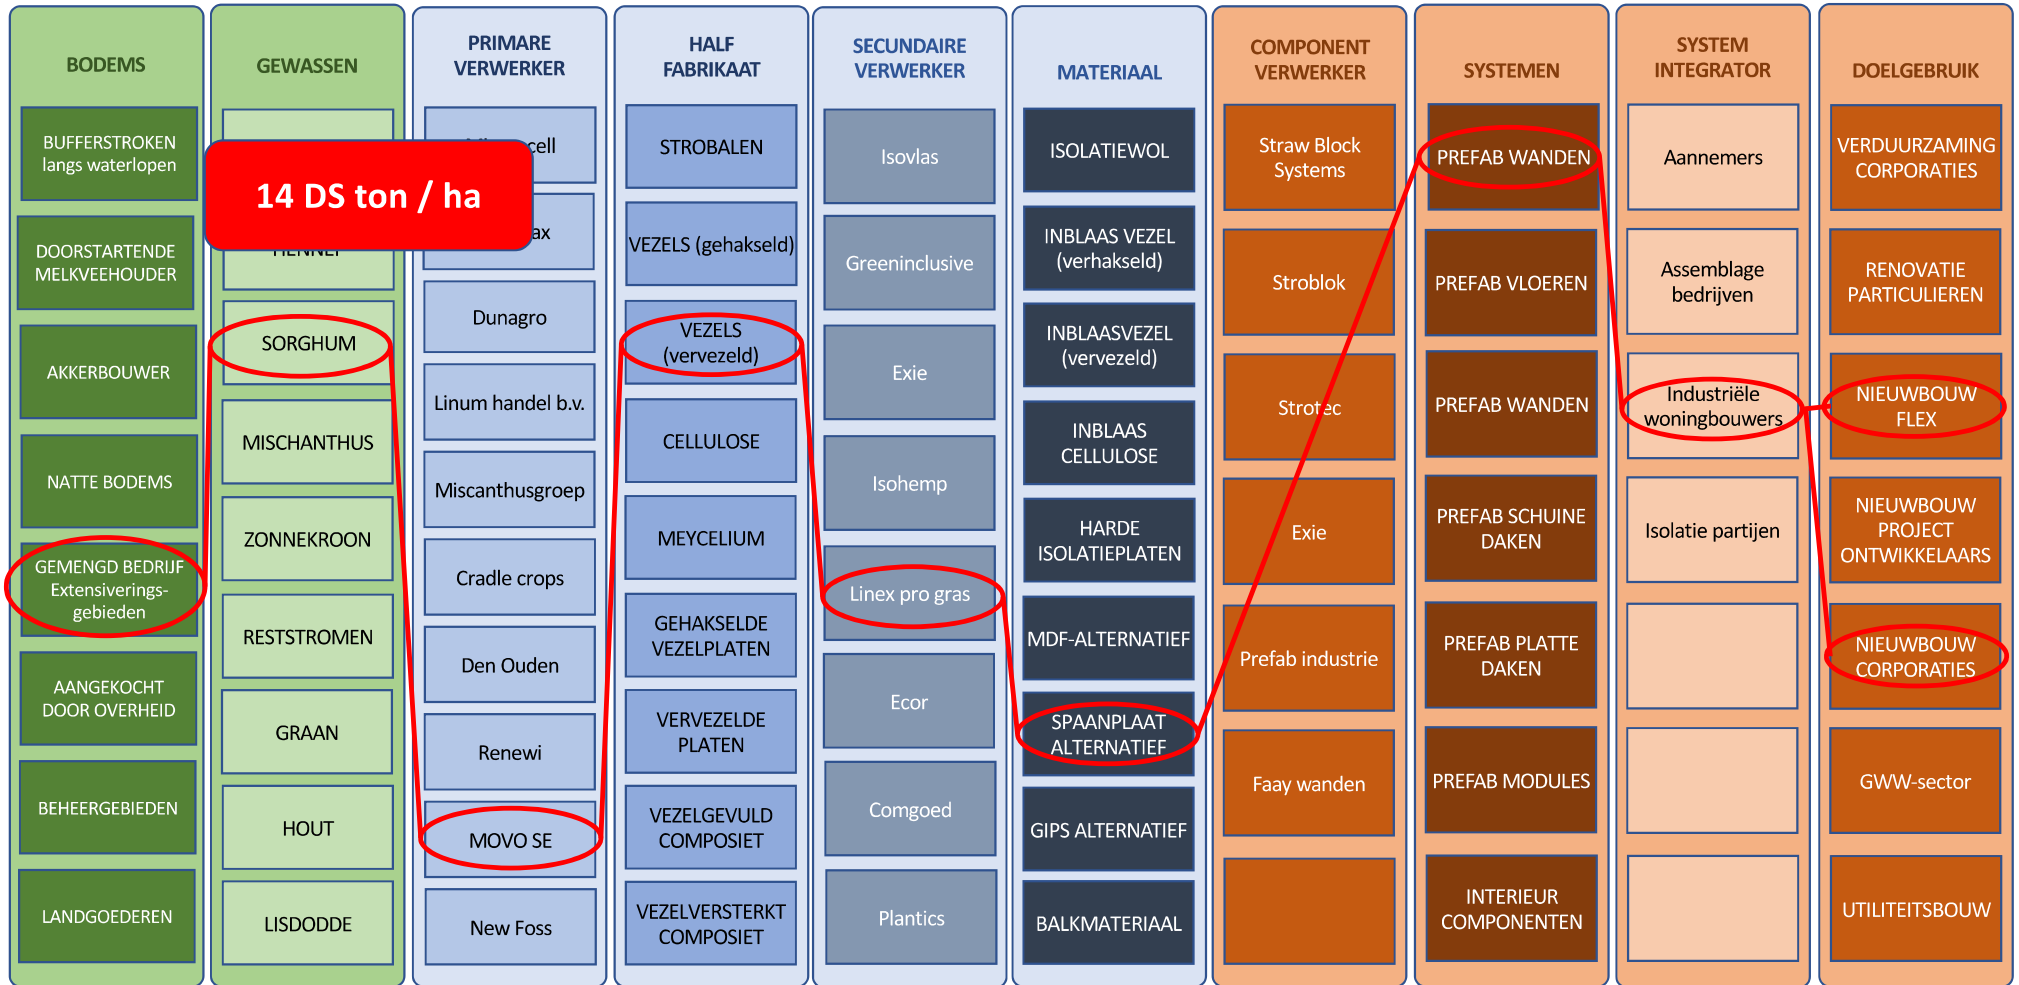 BODEMS
BUFFERSTROKEN
langs waterlopen
DOORSTARTENDE
MELKVEEHOUDER
AKKERBOUWER
NATTE BODEMS
GEMENGD BEDRIJF
Extensiverings-
gebieden
AANGEKOCHT
DOOR OVERHEID
BEHEERGEBIEDEN
LANDGOEDEREN
GEWASSEN
14 DS ton / ha
SORGHUM
MISCHANTHUS
ZONNEKROON
RESTSTROMEN
GRAAN
HOUT
LISDODDE
PRIMARE
VERWERKER
cell
ax
Dunagro
Linum handel b.v.
Miscanthusgroep
Cradle crops
Den Ouden
Renewi
MOVO SE
New Foss
HALF
FABRIKAAT
STROBALEN
VEZELS (gehakseld)
VEZELS
(vervezeld)
CELLULOSE
MEYCELIUM
GEHAKSELDE
VEZELPLATEN
VERVEZELDE
PLATEN
VEZELGEVULD
COMPOSIET
VEZELVERSTERKT
COMPOSIET
SECUNDAIRE
VERWERKER
Isovlas
Greeninclusive
Exie
Isohemp
Linex pro gras
Ecor
Comgoed
Plantics
MATERIAAL
ISOLATIEWOL
INBLAAS VEZEL
(verhakseld)
INBLAASVEZEL
(vervezeld)
INBLAAS
CELLULOSE
HARDE
ISOLATIEPLATEN
MDF-ALTERNATIEF
SPAANPLAAT
ALTERNATIEF
GIPS ALTERNATIEF
BALKMATERIAAL
COMPONENT
VERWERKER
Straw Block
Systems
Stroblok
Strotec
Exie
Prefab industrie
Faay wanden
SYSTEMEN
PREFAB WANDEN
PREFAB VLOEREN
PREFAB WANDEN
PREFAB SCHUINE
DAKEN
PREFAB PLATTE
DAKEN
PREFAB MODULES
INTERIEUR
COMPONENTEN
SYSTEM
INTEGRATOR
Aannemers
Assemblage
bedrijven
Industriële
woningbouwers
Isolatie partijen
DOELGEBRUIK
VERDUURZAMING
CORPORATIES
RENOVATIE
PARTICULIEREN
NIEUWBOUW
FLEX
NIEUWBOUW
PROJECT
ONTWIKKELAARS
NIEUWBOUW
CORPORATIES
GWW-sector
UTILITEITSBOUW